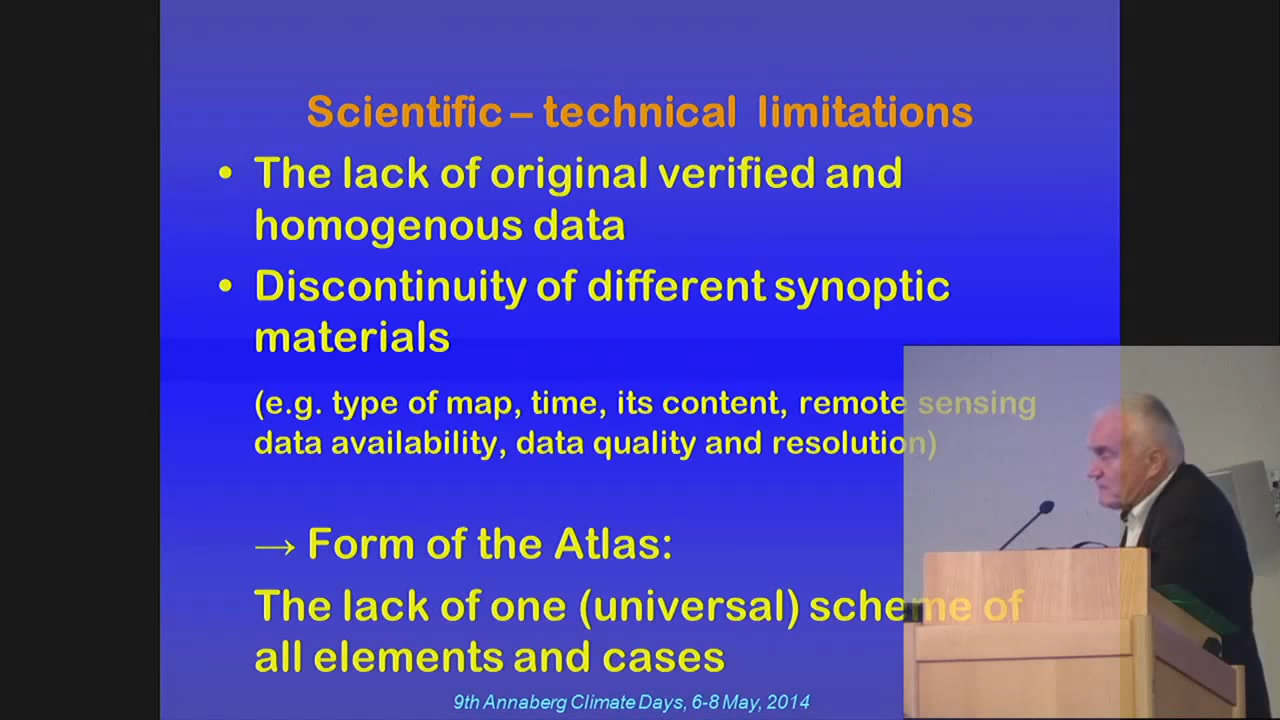 Scientific – technical limitations
• The lack of original verified and
homogenous data
• Discontinuity of different synoptic
materials
(e.g. type of map, time, its content, remote sensing
data availability, data quality and resolution)
→ Form of the Atlas:
The lack of one (universal) scheme of
all elements and cases
9th Annaberg Climate Days, 6-8 May, 2014